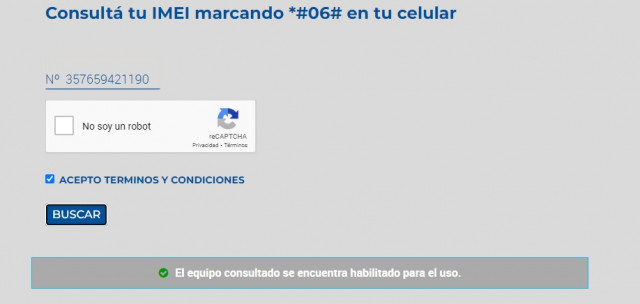 Consultá tu IMEI marcando *#06# en tu celular
Nº 357659421190
No soy un robot
reCAPTCHA
Privacidad - Términos
ACEPTO TERMINOS Y CONDICIONES
BUSCAR
El equipo consultado se encuentra habilitado para el uso.